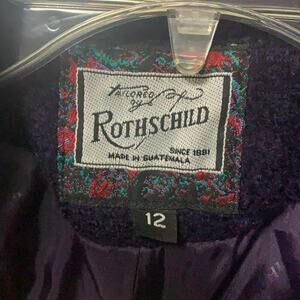 TAILORED
by
ROTHSCHILD
SINCE 1881
MADE IN GUATEMALA
12